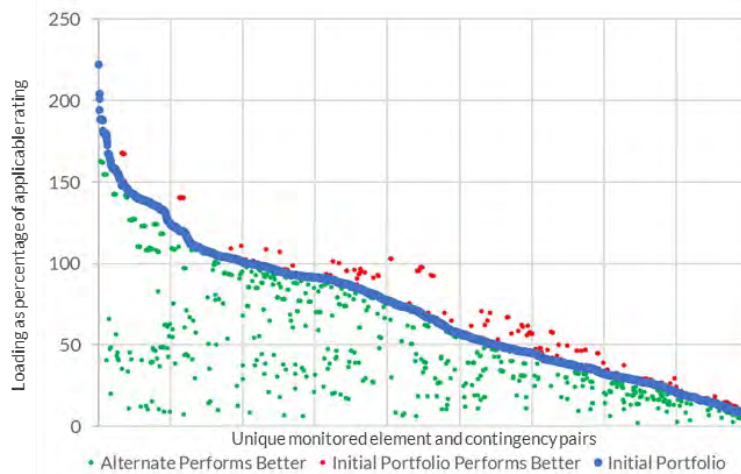 Loading as percentage of applicable rating
200
150
100
50
0
Unique monitored element and contingency pairs
Alternate Performs Better Initial Portfolio Performs Better Initial Portfolio